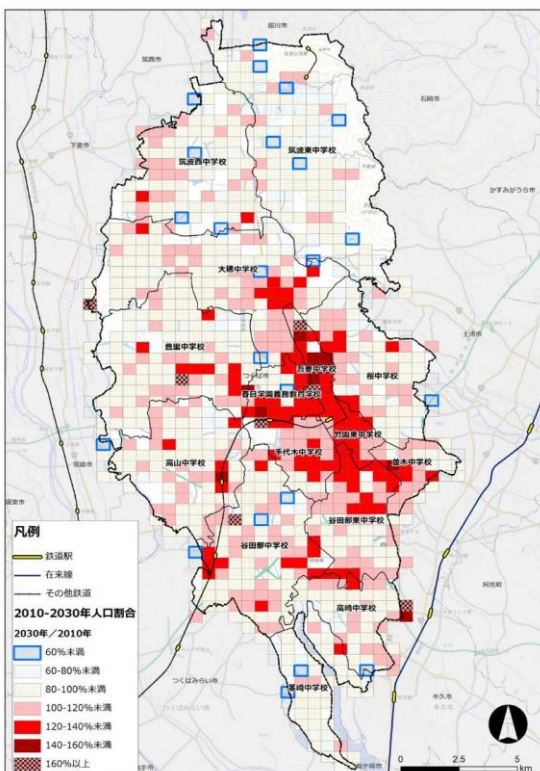 桜川市
筑西市
石岡市
下妻市
筑波東中学校
筑波西中学校
かすみがうら市
大穂中学校
豊里中学校
土浦市
吾妻中学校
つくば市
桜中学校
春日学園義務教育学校
竹園東中学校
手代木中学校
並木中学校
高山中学校
常総市
坂東市
谷田部東中学校
谷田部中学校
阿見町
高崎中学校
つくばみらい市
茎崎中学校
牛久市
凡例
鉄道駅
在来線
その他鉄道
2010-2030年人口割合
2030年／2010年
60%未満
60-80%未満
80-100%未満
100-120%未満
120-140%未満
140-160%未満
160%以上
0 2.5 5
km